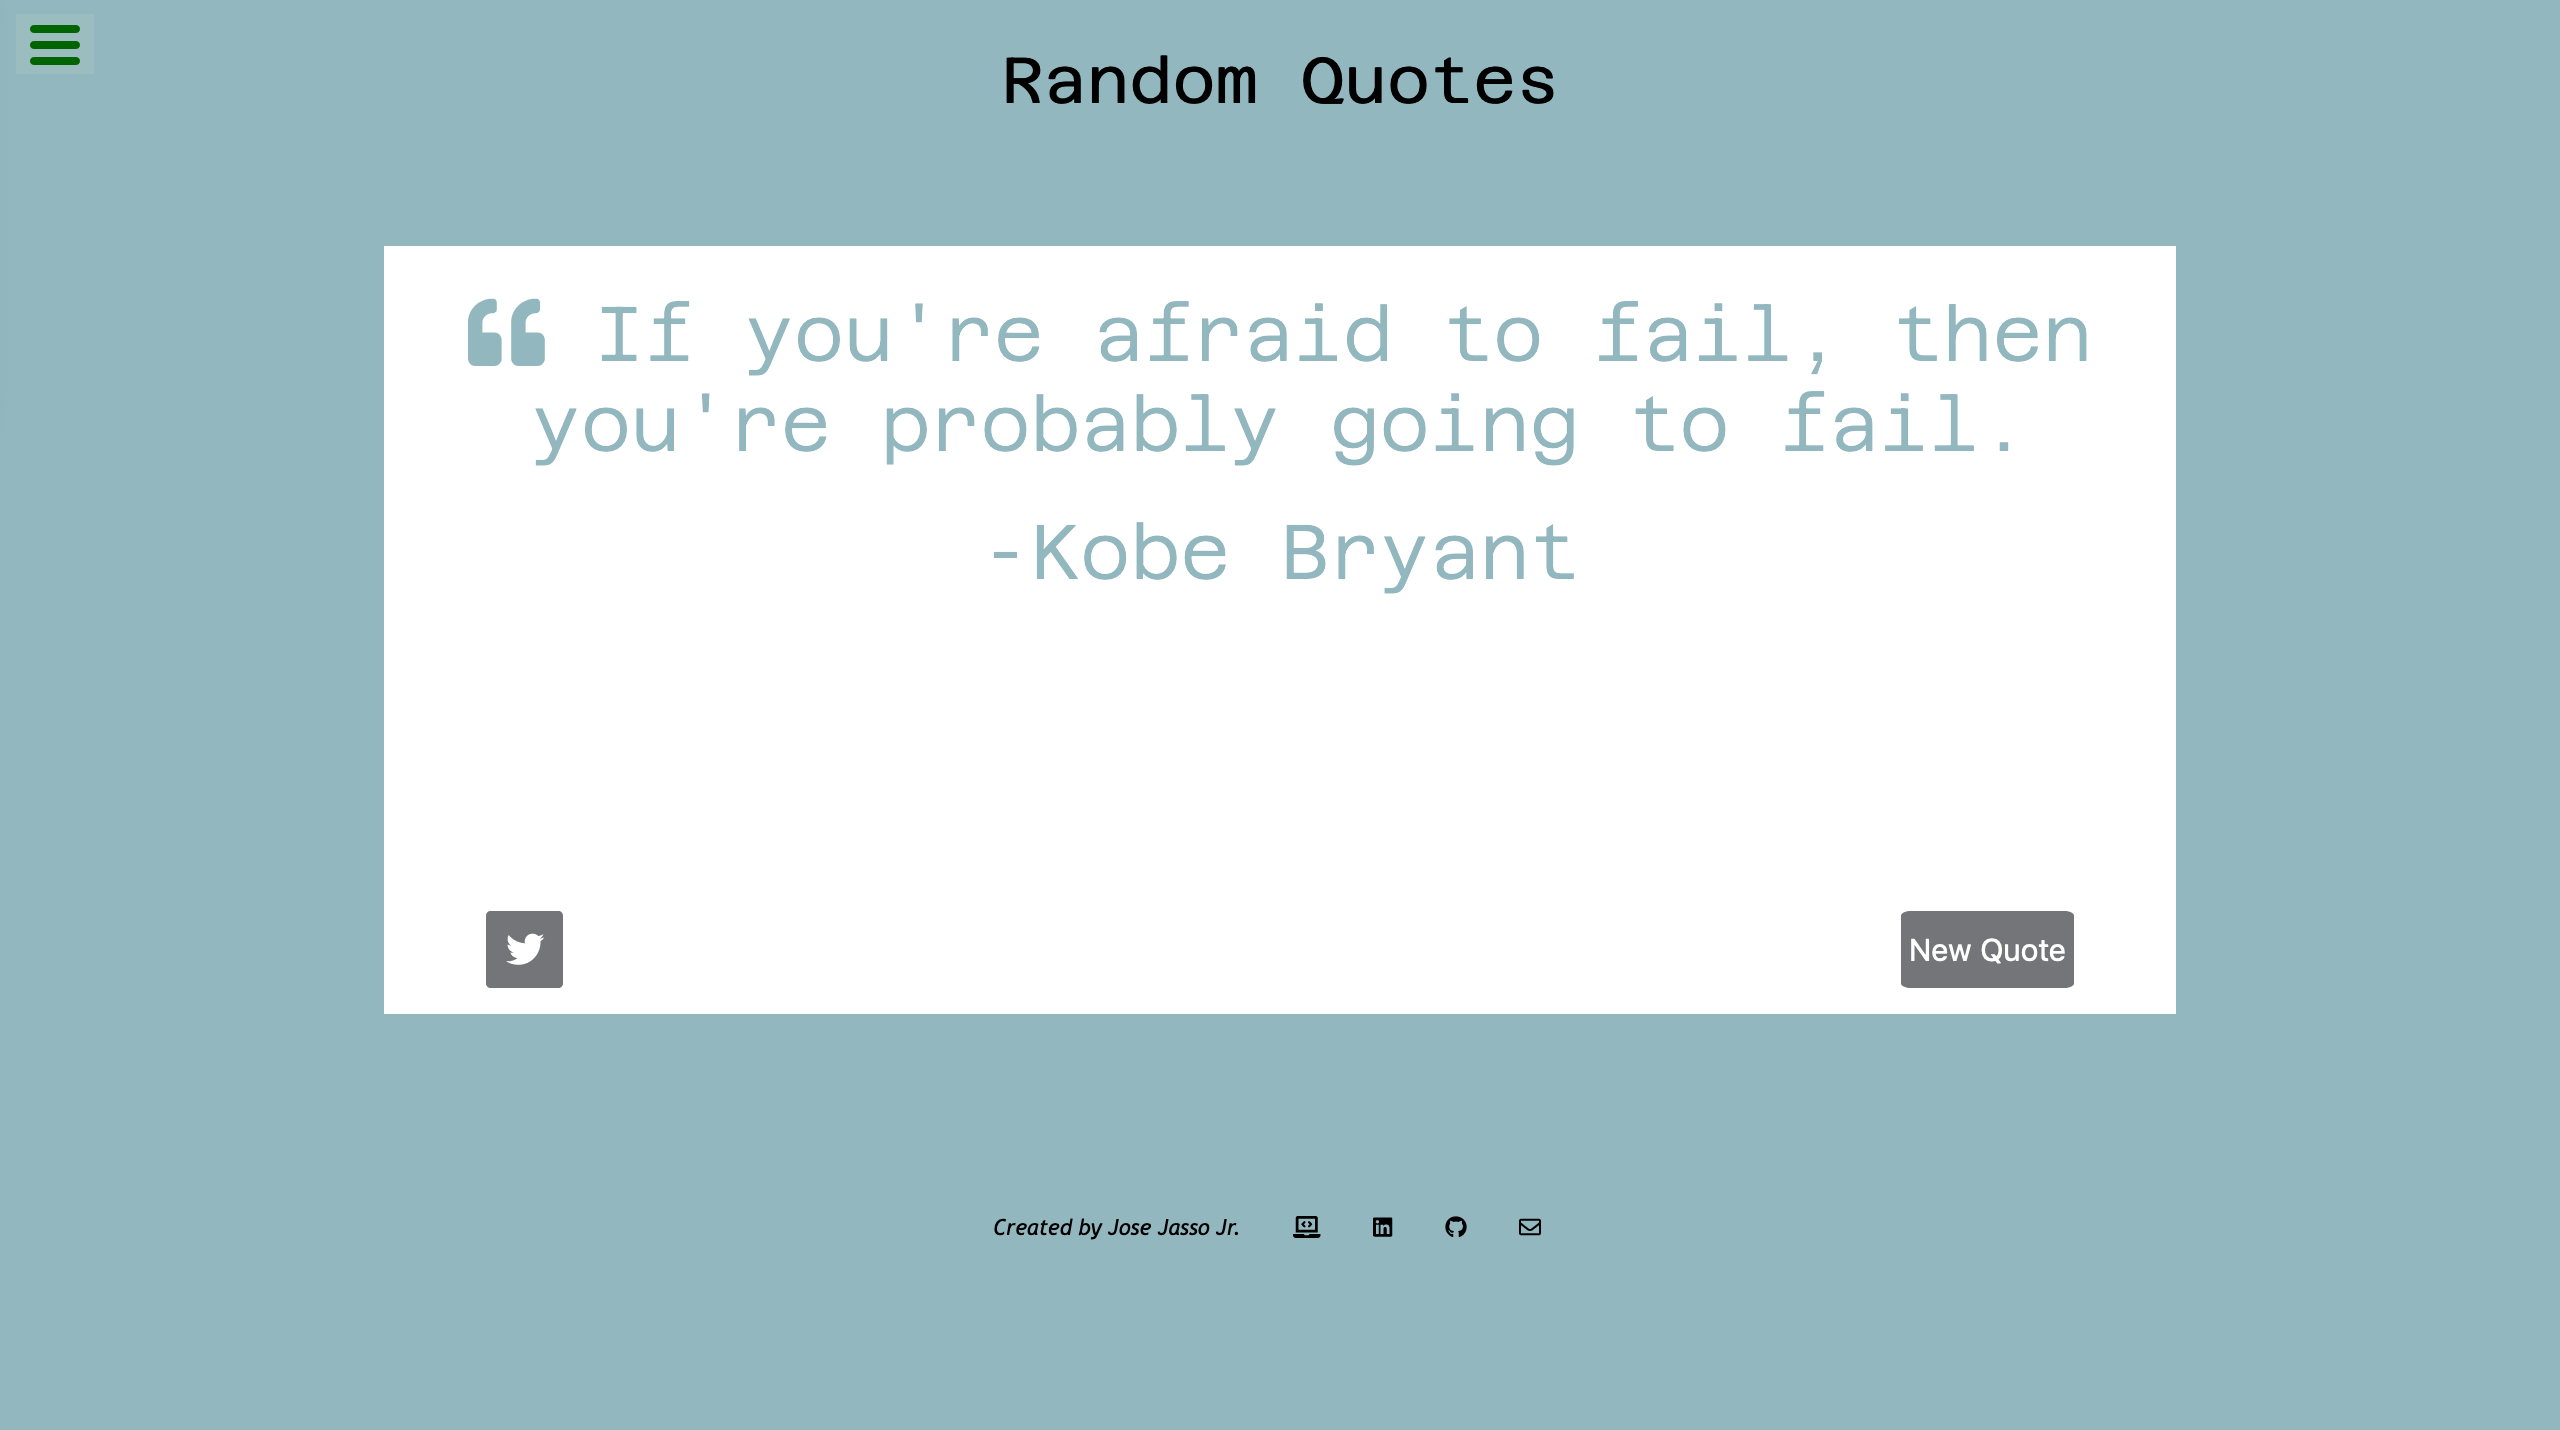 Random Quotes
If you're afraid to fail, then
you're probably going to fail.
-Kobe Bryant
New Quote
Created by Jose Jasso Jr.